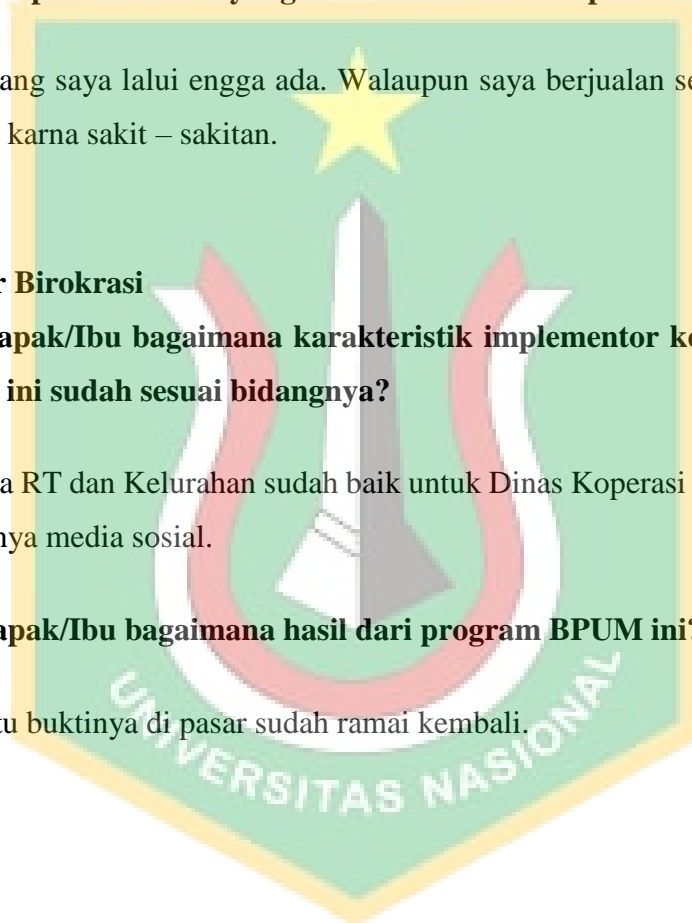 ang saya lalui engga ada. Walaupun saya berjualan se
karna sakit – sakitan.
r Birokrasi
apak/Ibu bagaimana karakteristik implementor ke
ini sudah sesuai bidangnya?
a RT dan Kelurahan sudah baik untuk Dinas Koperasi
nya media sosial.
apak/Ibu bagaimana hasil dari program BPUM ini?
tu buktinya di pasar sudah ramai kembali.
UNIVERSITAS NASIONAL